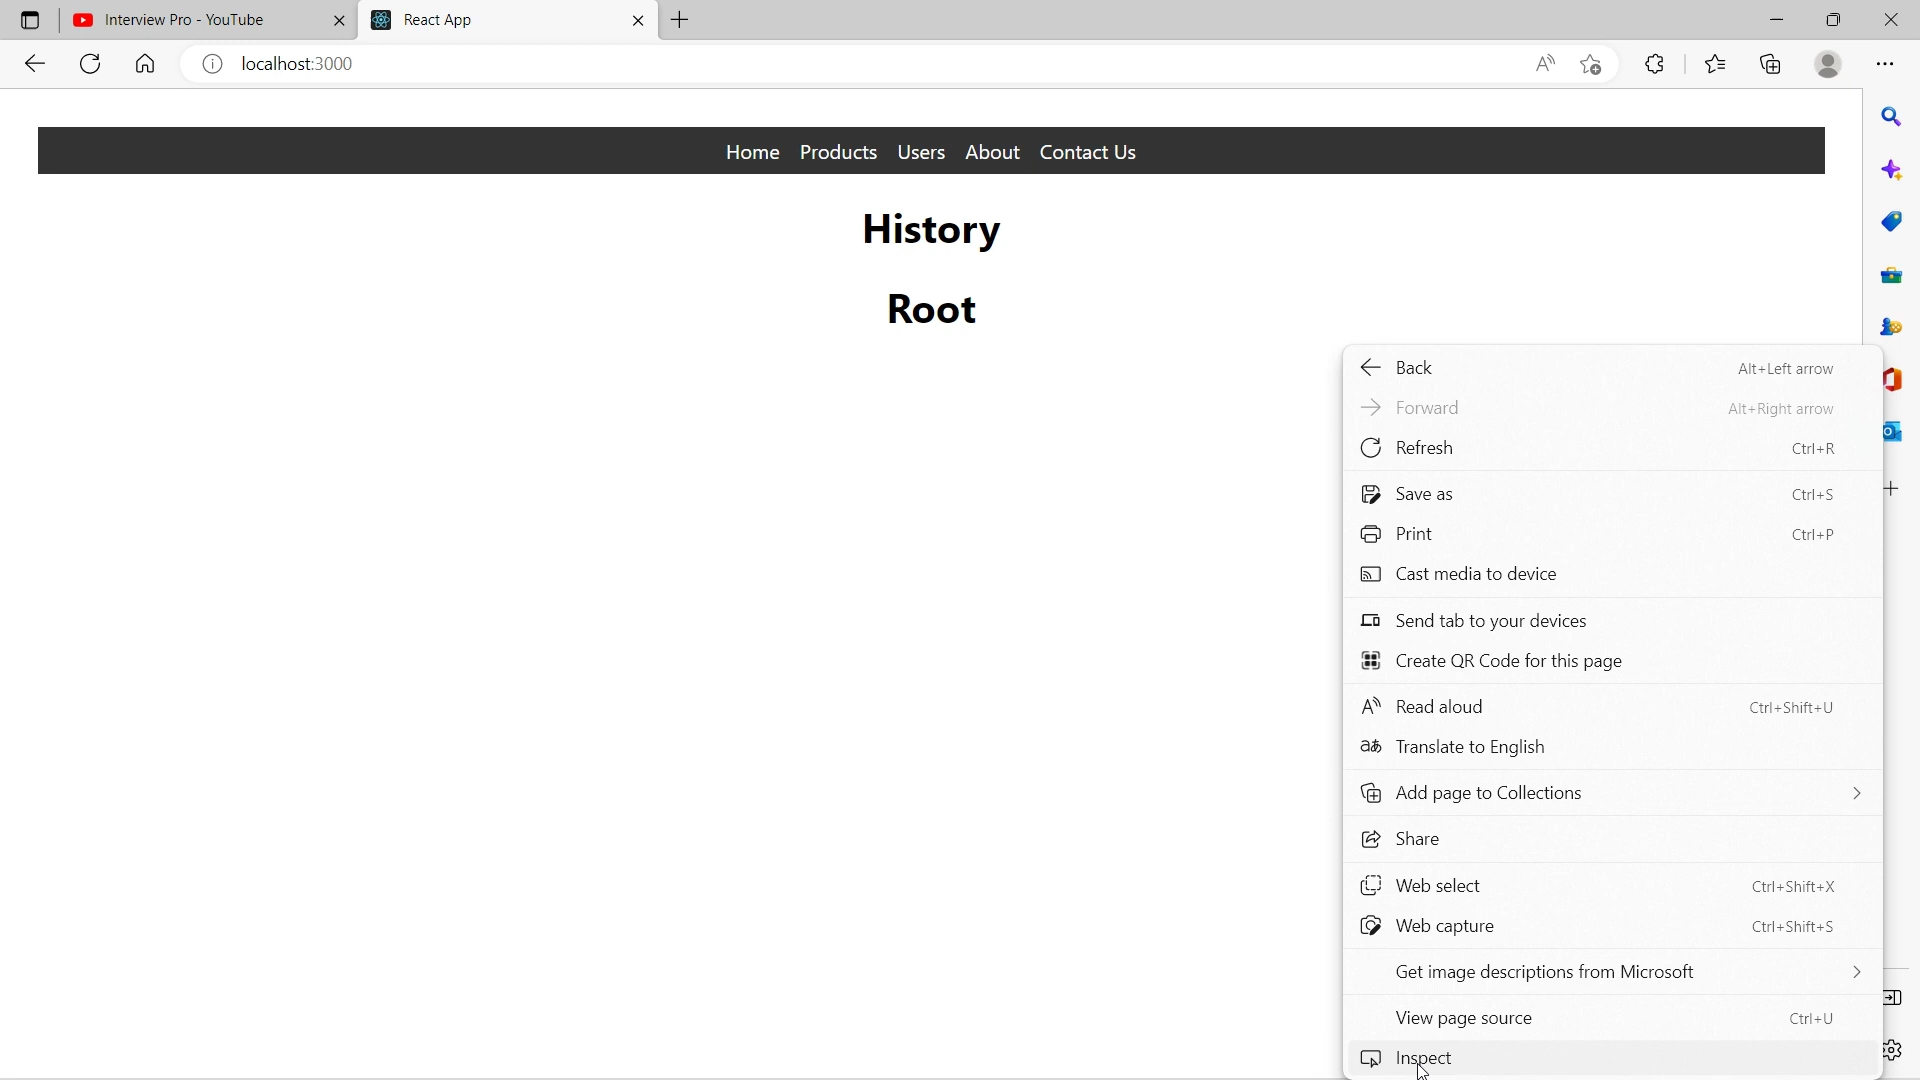 Interview Pro - YouTube
React App
localhost:3000
Home Products Users About Contact Us
History
Root
Back Alt+Left arrow
Forward Alt+Right arrow
Refresh Ctrl+R
Save as Ctrl+S
Print Ctrl+P
Cast media to device
Send tab to your devices
Create QR Code for this page
Read aloud Ctrl+Shift+U
Translate to English
Add page to Collections
Share
Web select Ctrl+Shift+X
Web capture Ctrl+Shift+S
Get image descriptions from Microsoft
View page source Ctrl+U
Inspect